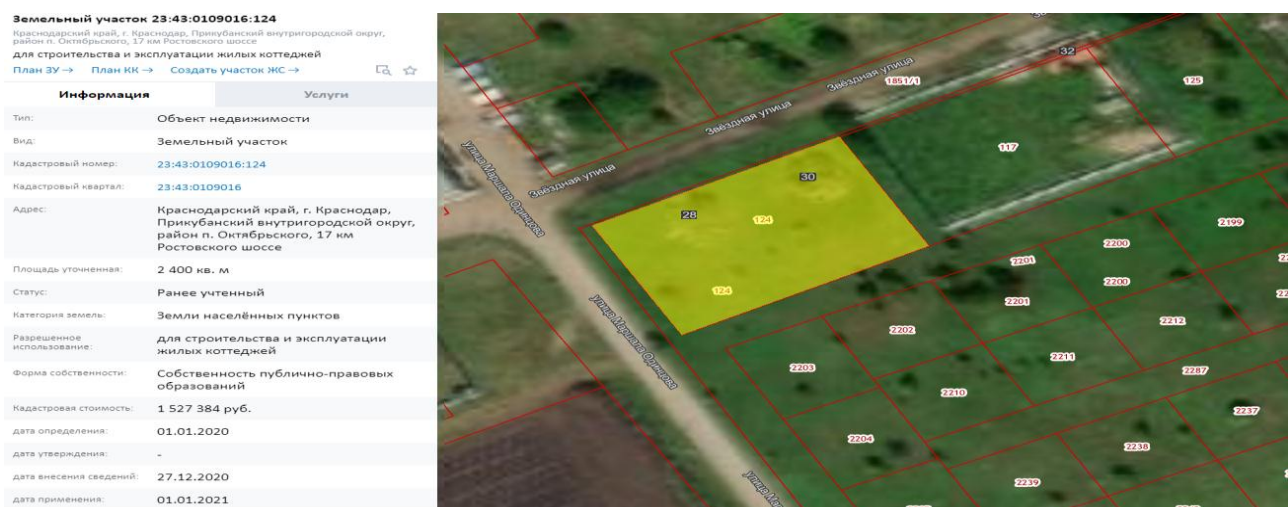 Земельный участок 23:43:0109016:124
Краснодарский край, г. Краснодар, Прикубанский внутригородской округ,
район п. Октябрьского, 17 км Ростовского шоссе
для строительства и эксплуатации жилых коттеджей
План ЗУ → План КК → Создать участок ЖС →
Информация Услуги
Тип: Объект недвижимости
Вид: Земельный участок
Кадастровый номер: 23:43:0109016:124
Кадастровый квартал: 23:43:0109016
Адрес: Краснодарский край, г. Краснодар,
Прикубанский внутригородской округ,
район п. Октябрьского, 17 км
Ростовского шоссе
Площадь уточненная: 2 400 кв. м
Статус: Ранее учтенный
Категория земель: Земли населённых пунктов
Разрешенное
использование: для строительства и эксплуатации
жилых коттеджей
Форма собственности: Собственность публично-правовых
образований
Кадастровая стоимость: 1 527 384 руб.
дата определения: 01.01.2020
дата утверждения: -
дата внесения сведений: 27.12.2020
дата применения: 01.01.2021
32
125
1851/1
Звёздная улица
Звёздная улица
Звёздная улица
117
улица Маршала Одинцова
30
28
124
124
2199
2200
2201
2200
2201
улица Маршала Одинцова
2212
2202
2211
2203
2287
2210
2237
2204
2238
2239